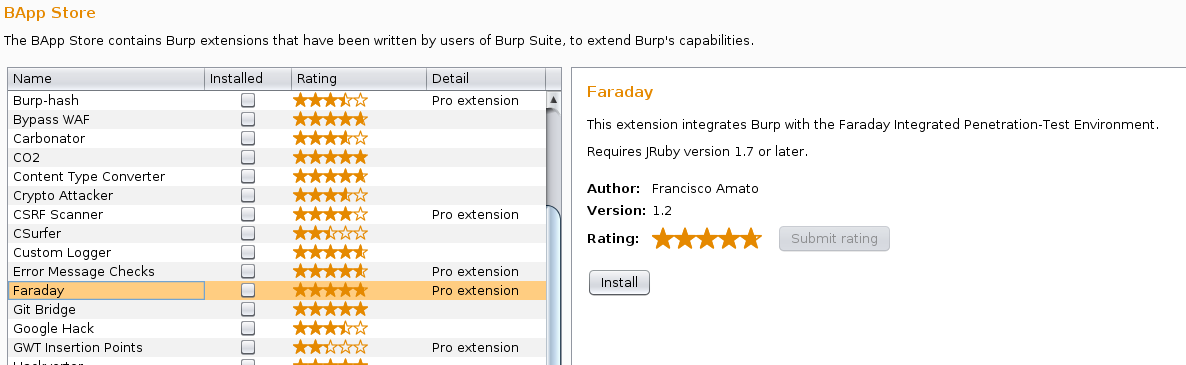 BApp Store
The BApp Store contains Burp extensions that have been written by users of Burp Suite, to extend Burp's capabilities.
Name Installed Rating Detail
Burp-hash Pro extension
Bypass WAF
Carbonator
CO2
Content Type Converter
Crypto Attacker
CSRF Scanner Pro extension
CSurfer
Custom Logger
Error Message Checks Pro extension
Faraday Pro extension
Git Bridge
Google Hack
GWT Insertion Points Pro extension
Faraday
This extension integrates Burp with the Faraday Integrated Penetration-Test Environment.
Requires JRuby version 1.7 or later.
Author: Francisco Amato
Version: 1.2
Rating: Submit rating
Install